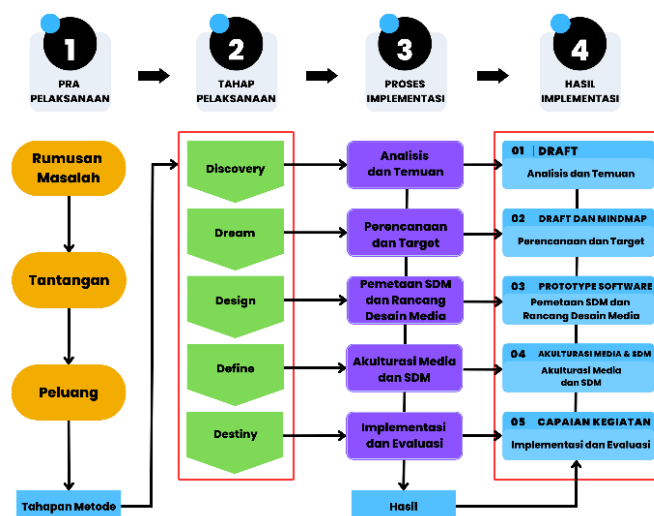 1
PRA
PELAKSANAAN
2
TAHAP
PELAKSANAAN
3
PROSES
IMPLEMENTASI
4
HASIL
IMPLEMENTASI
Rumusan
Masalah
Tantangan
Peluang
Tahapan Metode
Discovery
Dream
Design
Define
Destiny
Analisis
dan Temuan
Perencanaan
dan Target
Pemetaan SDM
dan Rancang
Desain Media
Akulturasi Media
dan SDM
Implementasi
dan Evaluasi
Hasil
01 | DRAFT
Analisis dan Temuan
02 DRAFT DAN MINDMAP
Perencanaan dan Target
03 PROTOTYPE SOFTWARE
Pemetaan SDM dan
Rancang Desain Media
04 AKULTURASI MEDIA & SDM
Akulturasi Media
dan SDM
05 CAPAIAN KEGIATAN
Implementasi dan Evaluasi